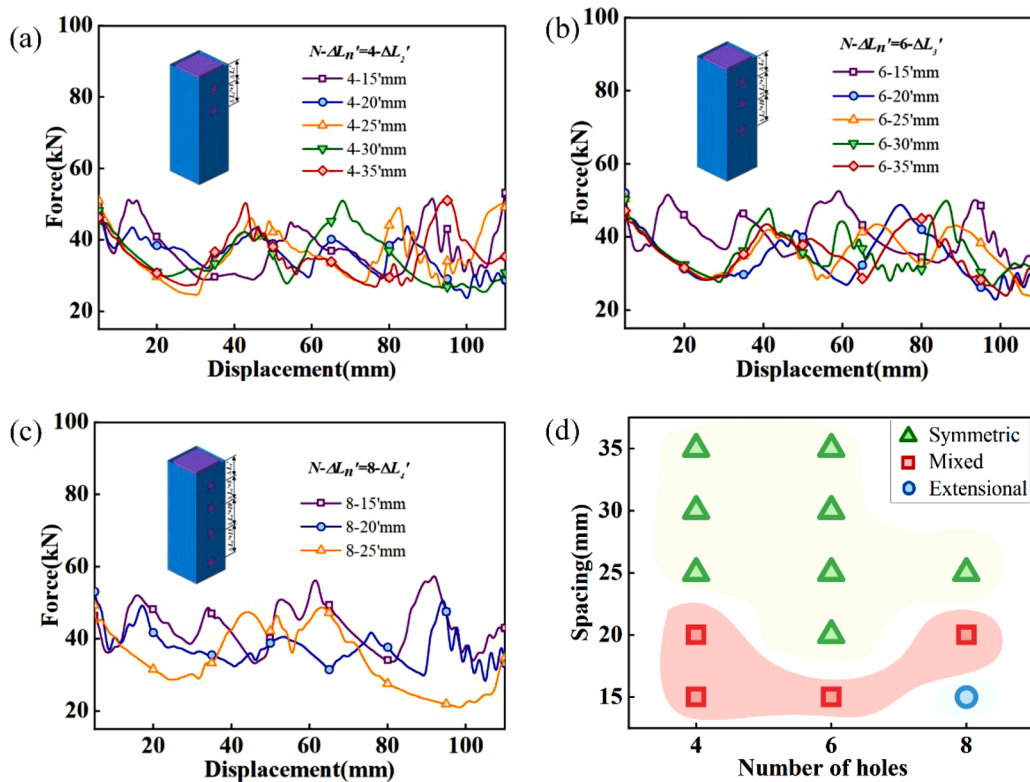 (a)
100
80
60
40
20
Force(kN)
N-ΔLn'=4-ΔL2'
4-15'mm
4-20'mm
4-25'mm
4-30'mm
4-35'mm
20 40 60 80 100
Displacement(mm)
(b)
100
80
60
40
20
Force(kN)
N-ΔLn'=6-ΔL3'
6-15'mm
6-20'mm
6-25'mm
6-30'mm
6-35'mm
20 40 60 80 100
Displacement(mm)
(c)
100
80
60
40
20
Force(kN)
N-ΔLn'=8-ΔL4'
8-15'mm
8-20'mm
8-25'mm
20 40 60 80 100
Displacement(mm)
(d)
35
30
25
20
15
Spacing(mm)
Symmetric
Mixed
Extensional
4 6 8
Number of holes